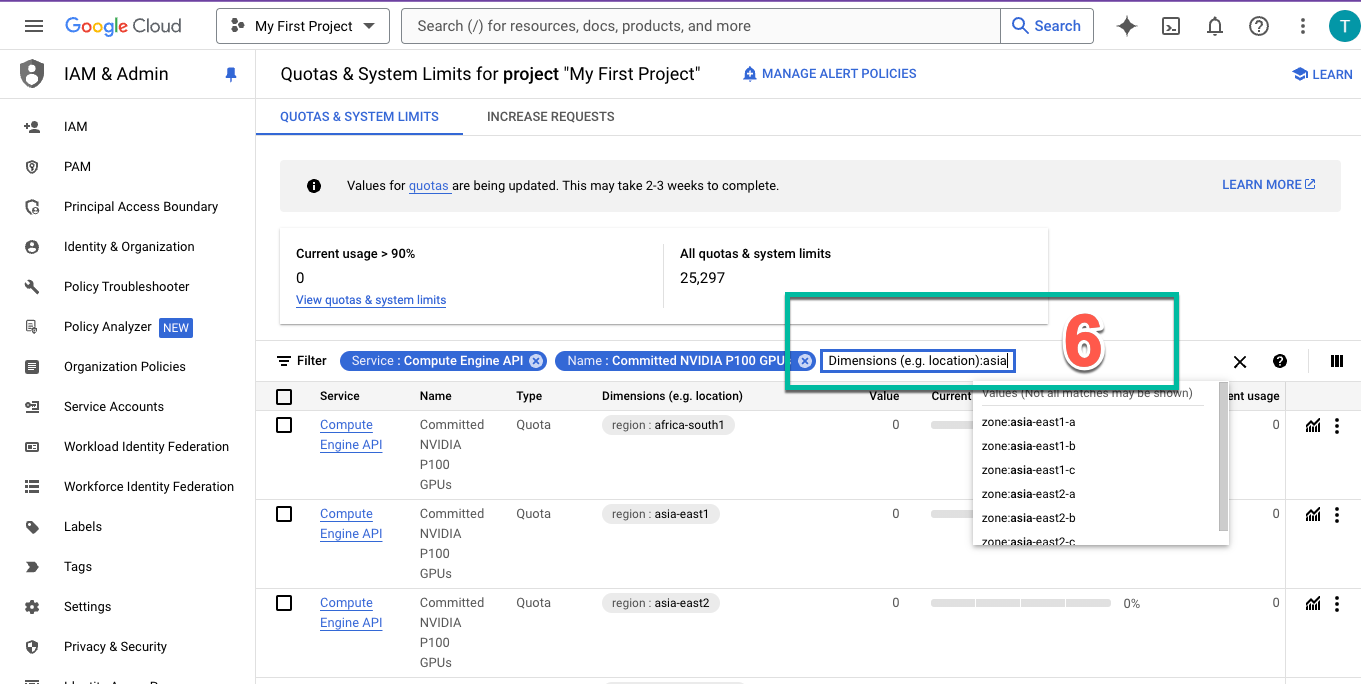 Google Cloud
My First Project
Search (/) for resources, docs, products, and more
Search
T
IAM & Admin
Quotas & System Limits for project "My First Project"
MANAGE ALERT POLICIES
LEARN
QUOTAS & SYSTEM LIMITS
INCREASE REQUESTS
IAM
PAM
Principal Access Boundary
Identity & Organization
Policy Troubleshooter
Policy Analyzer NEW
Organization Policies
Service Accounts
Workload Identity Federation
Workforce Identity Federation
Labels
Tags
Settings
Privacy & Security
Values for quotas are being updated. This may take 2-3 weeks to complete.
LEARN MORE
Current usage > 90%
0
View quotas & system limits
All quotas & system limits
25,297
6
Filter
Service : Compute Engine API
Name : Committed NVIDIA P100 GPUs
Dimensions (e.g. location):asia
Values (Not all matches may be shown)
zone:asia-east1-a
zone:asia-east1-b
zone:asia-east1-c
zone:asia-east2-a
zone:asia-east2-b
zone:asia-east2-c
Service Name Type Dimensions (e.g. location) Value Current usage
Compute
Engine API
Committed
NVIDIA
P100
GPUs
Quota
region : africa-south1
0
0
Compute
Engine API
Committed
NVIDIA
P100
GPUs
Quota
region : asia-east1
0
0
Compute
Engine API
Committed
NVIDIA
P100
GPUs
Quota
region : asia-east2
0
0%
0